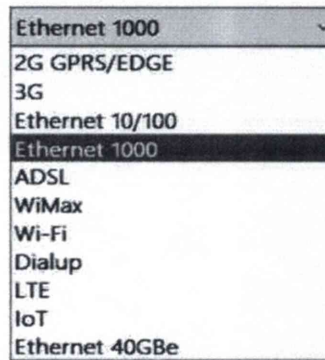 Ethernet 1000
2G GPRS/EDGE
3G
Ethernet 10/100
Ethernet 1000
ADSL
WiMax
Wi-Fi
Dialup
LTE
IoT
Ethernet 40GBe